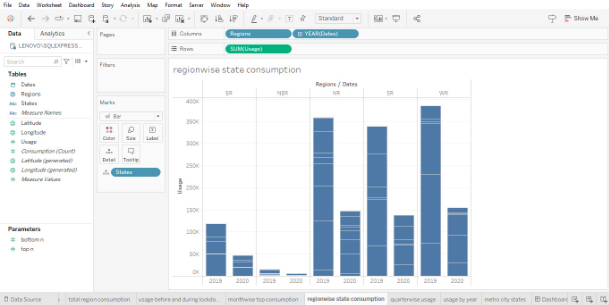 File Data Worksheet Dashboard Story Analysis Map Format Server Window Help
Standard
Show Me
Data Analytics
LENOVO\SQLEXPRESS...
Search
Tables
Dates
Regions
Abc States
Abc Measure Names
Latitude
Longitude
Usage
Consumption (Count)
Latitude (generated)
Longitude (generated)
Measure Values
Parameters
bottom n
top n
Pages
Filters
Marks
Bar
Color Size Label
Detail Tooltip
States
Columns Regions YEAR(Dates)
Rows SUM(Usage)
regionwise state consumption
Regions / Dates
ER NER NR SR WR
Usage
400K
350K
300K
250K
200K
150K
100K
50K
0K
2019 2020 2019 2020 2019 2020 2019 2020 2019 2020
Data Source total region consumption usage before and during lockdo... monthwise top consumption regionwise state consumption quarterwise usage usage by year metro city states Dashboard